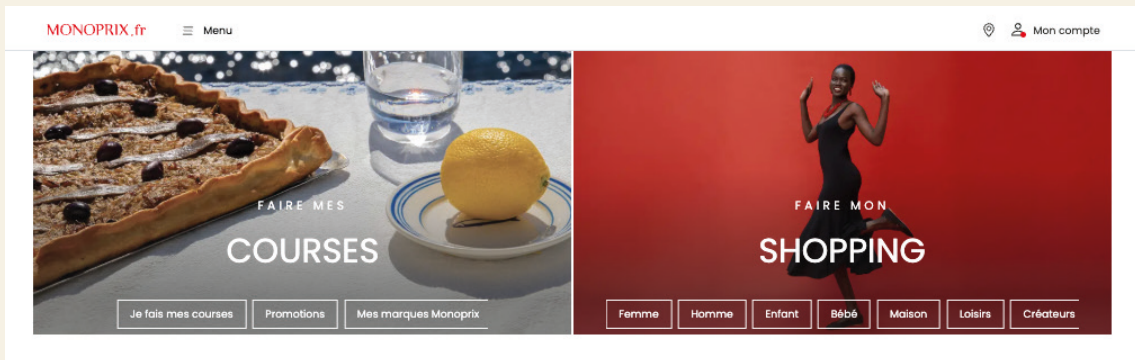 MONOPRIX.fr
Menu
Mon compte
FAIRE MES
COURSES
Je fais mes courses
Promotions
Mes marques Monoprix
FAIRE MON
SHOPPING
Femme
Homme
Enfant
Bébé
Maison
Loisirs
Créateurs